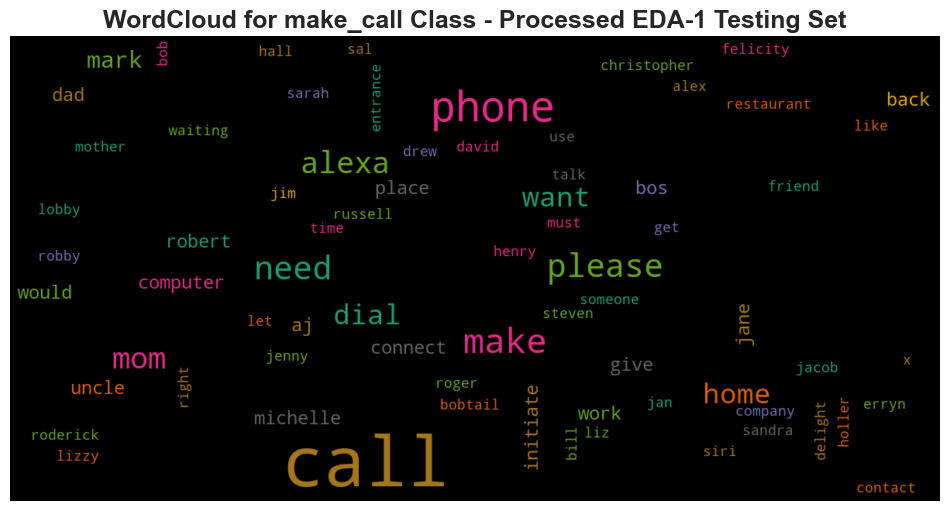 WordCloud for make_call Class - Processed EDA-1 Testing Set
mark
bob
hall
sal
felicity
christopher
dad
sarah
entrance
phone
alex
restaurant
back
waiting
like
mother
alexa
drew
david
use
jim
place
talk
want
bos
friend
lobby
russell
time
must
get
robby
robert
henry
would
computer
need
please
someone
let
aj
dial
steven
jane
mom
jenny
connect
make
give
jacob
x
uncle
right
roger
bobtail
initiate
home
company
erryn
roderick
michelle
bill
work
liz
jan
sandra
delight
holler
lizzy
call
siri
contact